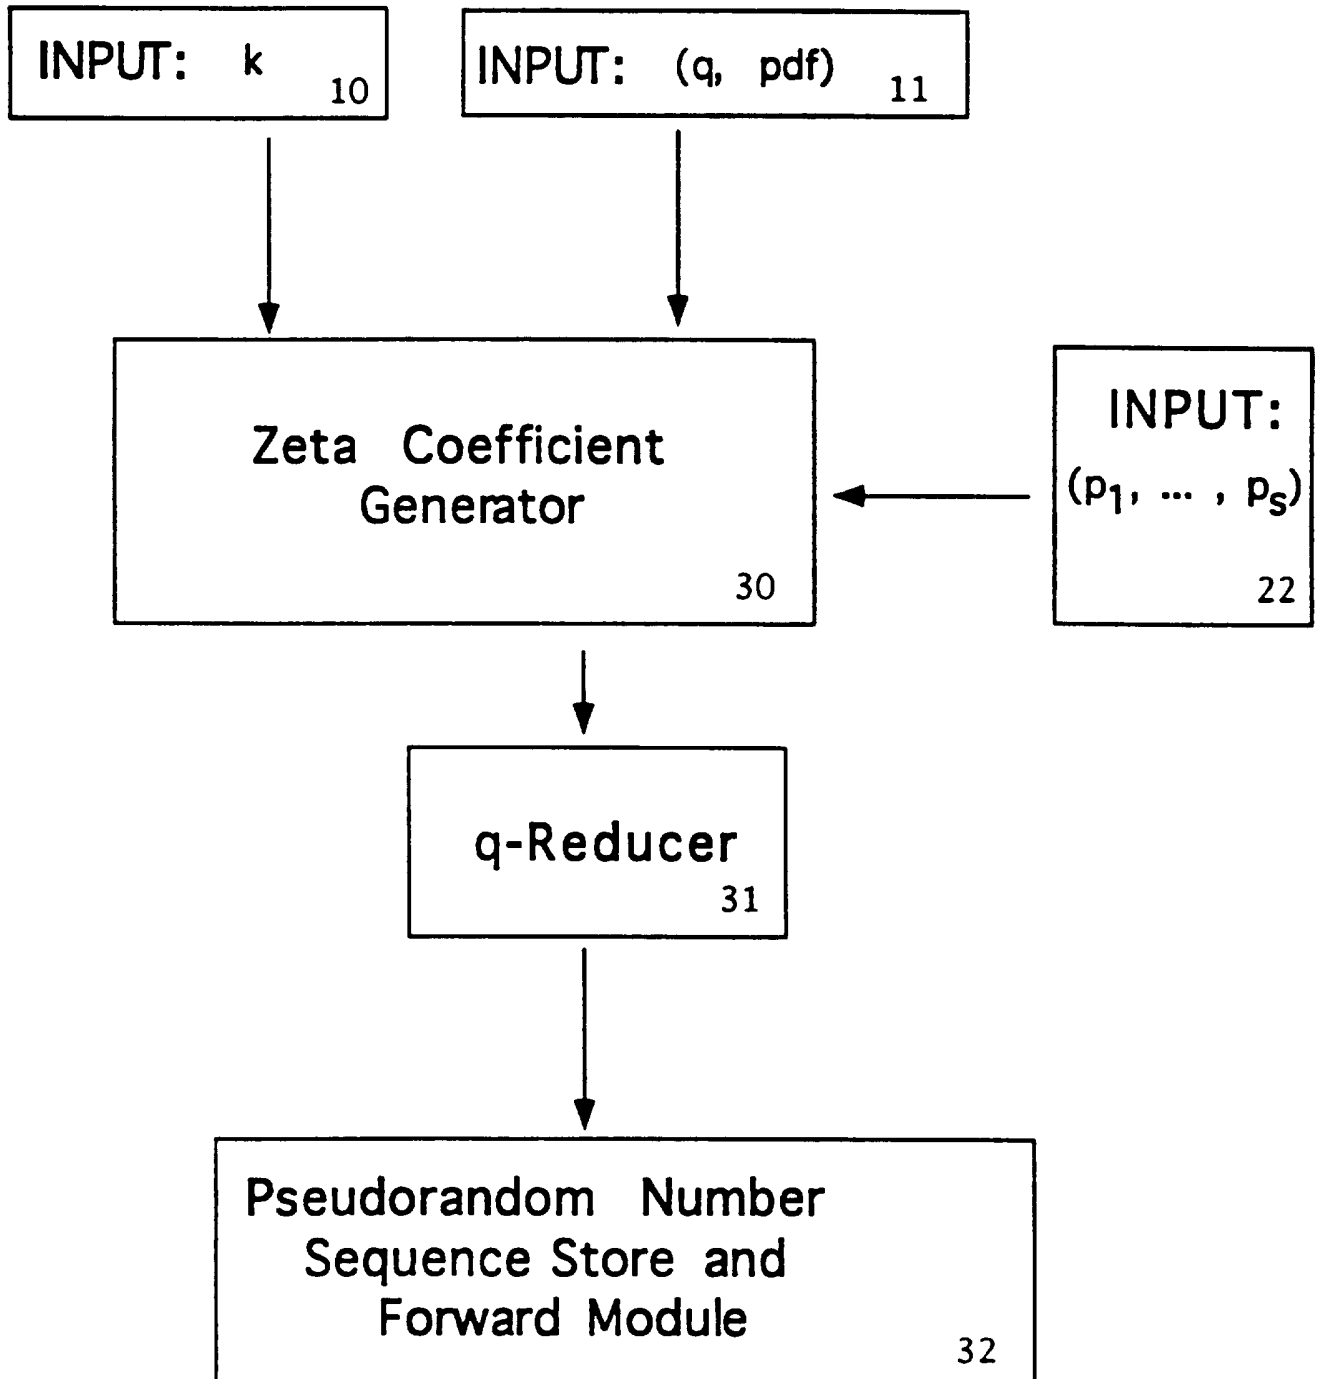 INPUT: k
10
INPUT: (q, pdf)
11
Zeta Coefficient
Generator
30
INPUT:
(p1, ... , ps)
22
q-Reducer
31
Pseudorandom Number
Sequence Store and
Forward Module
32